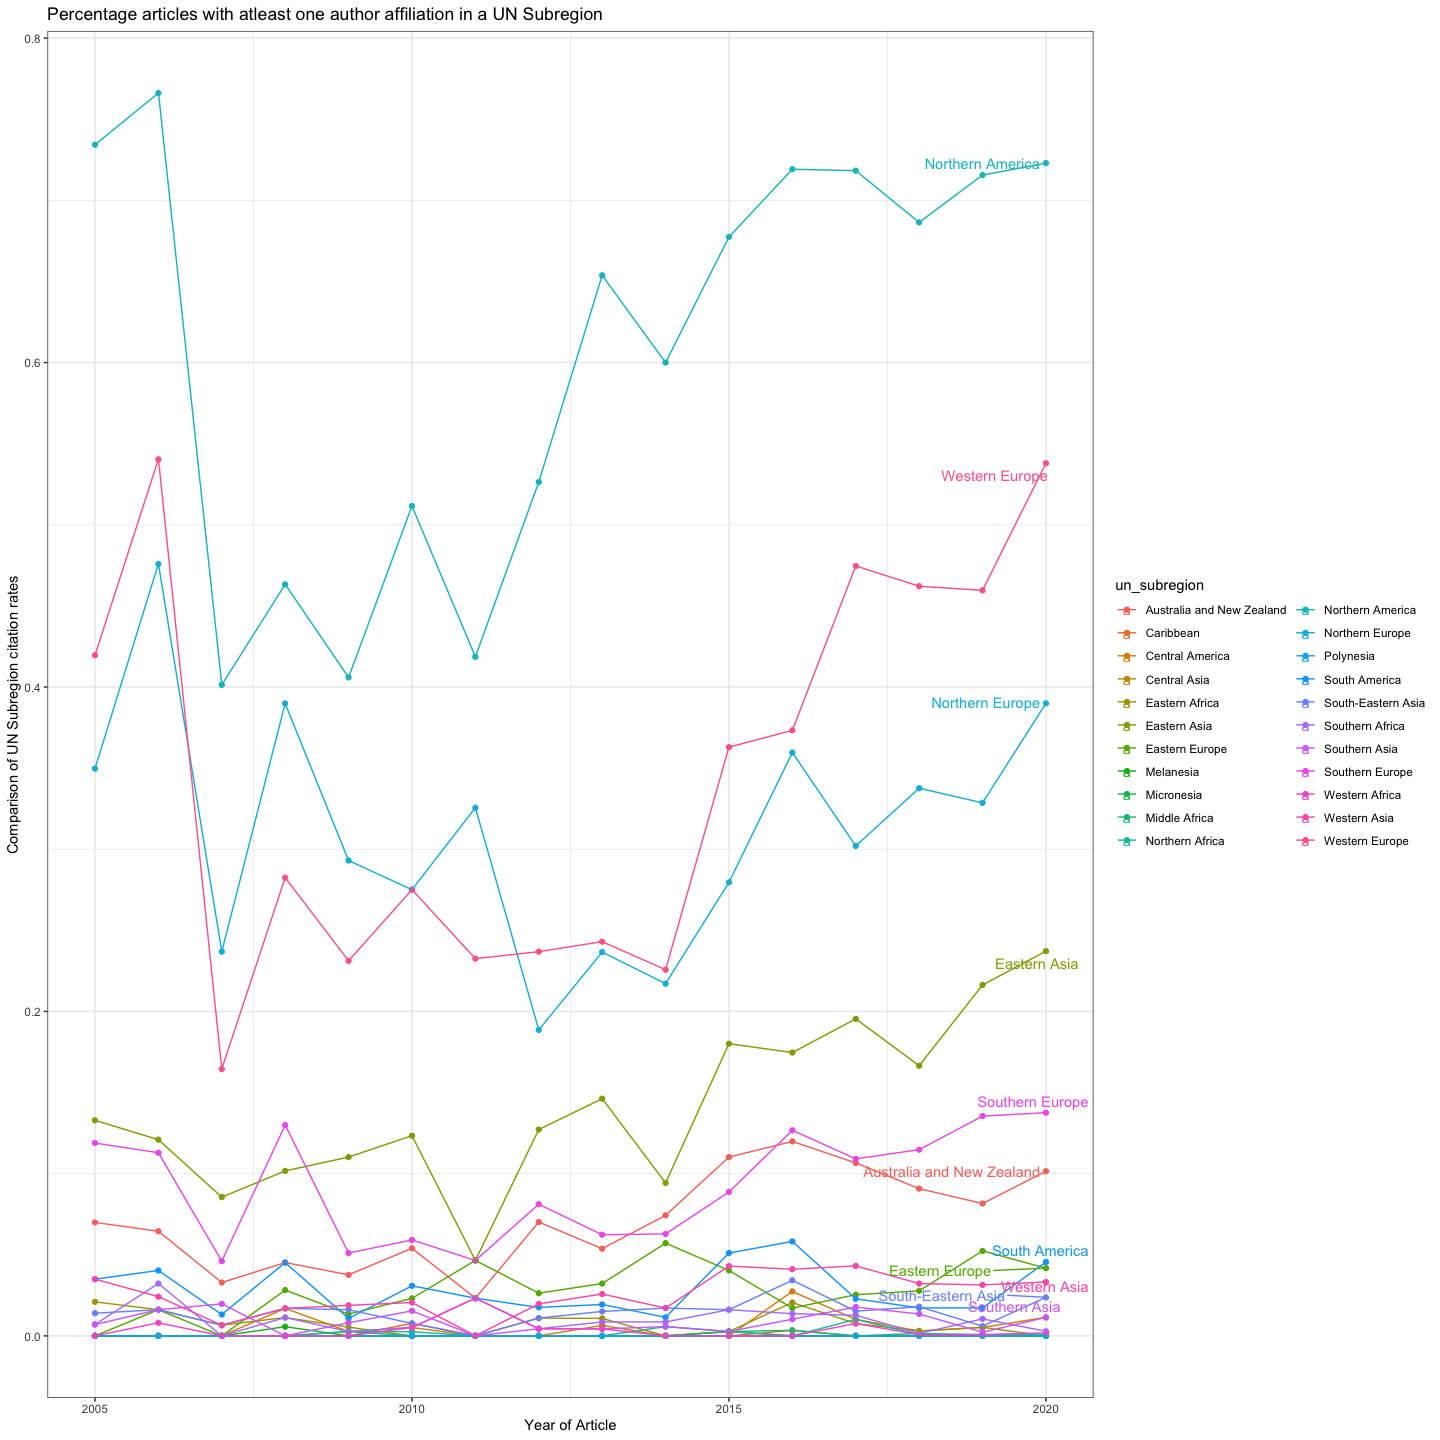 Percentage articles with atleast one author affiliation in a UN Subregion
Comparison of UN Subregion citation rates
0.8
0.6
0.4
0.2
0.0
Northern America
Western Europe
Northern Europe
Eastern Asia
Southern Europe
Australia and New Zealand
South America
Eastern Europe
Western Asia
South-Eastern Asia
Southern Asia
2005
2010
2015
2020
Year of Article
un_subregion
Australia and New Zealand
Caribbean
Central America
Central Asia
Eastern Africa
Eastern Asia
Eastern Europe
Melanesia
Micronesia
Middle Africa
Northern Africa
Northern America
Northern Europe
Polynesia
South America
South-Eastern Asia
Southern Africa
Southern Asia
Southern Europe
Western Africa
Western Asia
Western Europe